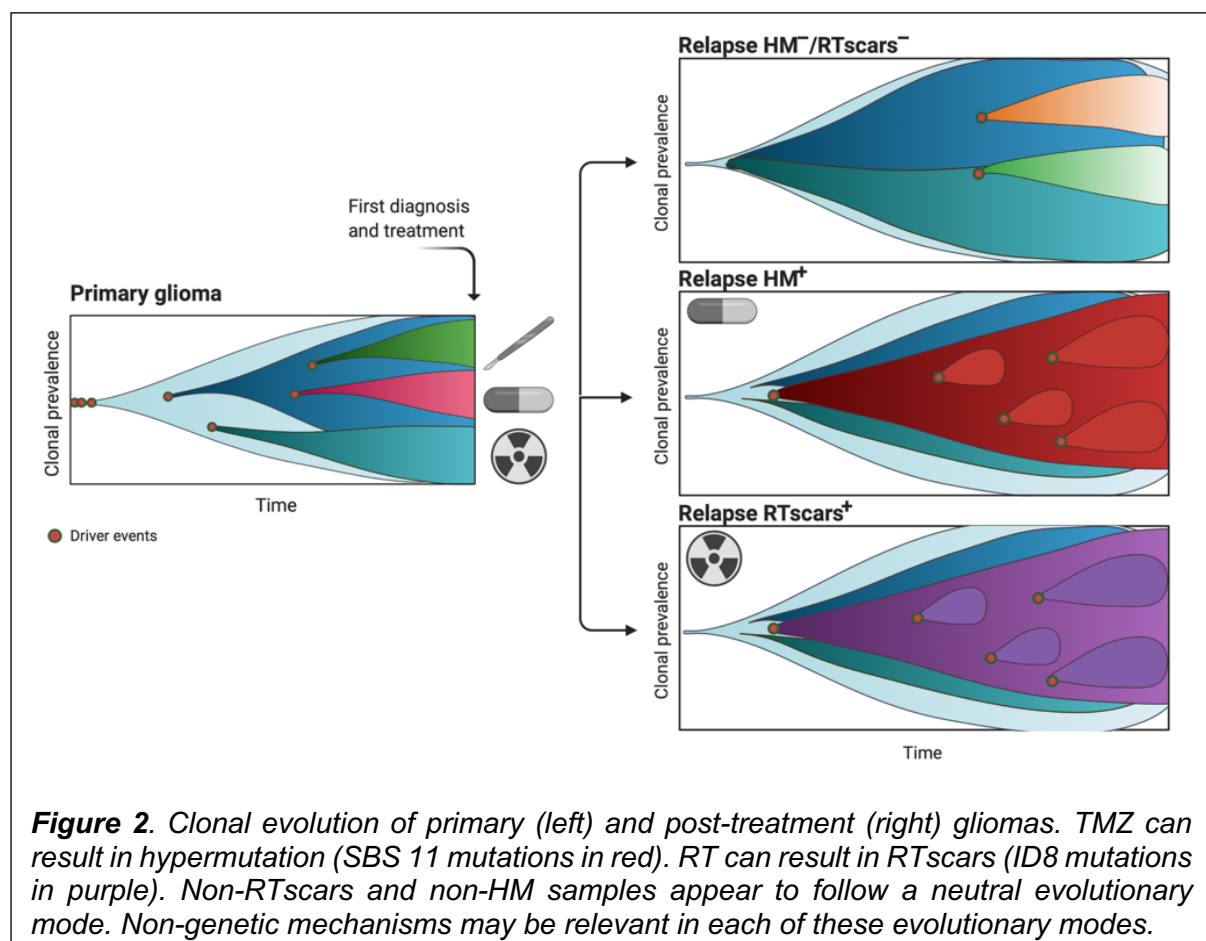 Primary glioma
Clonal prevalence
Time
Driver events
First diagnosis
and treatment
Relapse HM⁻/RTscars⁻
Clonal prevalence
Relapse HM⁺
Clonal prevalence
Relapse RTscars⁺
Clonal prevalence
Time
Figure 2. Clonal evolution of primary (left) and post-treatment (right) gliomas. TMZ can
result in hypermutation (SBS 11 mutations in red). RT can result in RTscars (ID8 mutations
in purple). Non-RTscars and non-HM samples appear to follow a neutral evolutionary
mode. Non-genetic mechanisms may be relevant in each of these evolutionary modes.